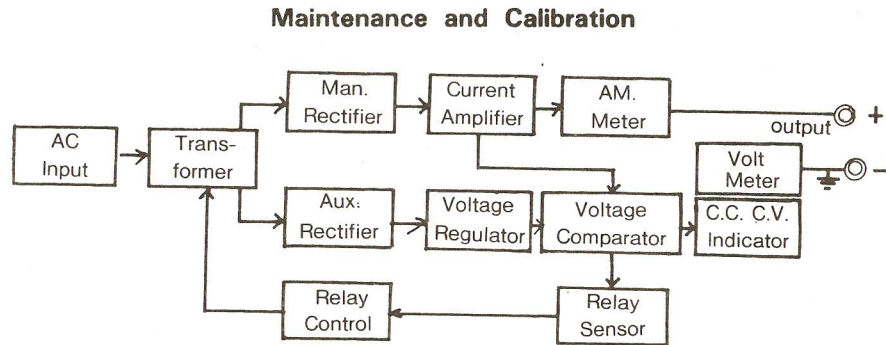 Maintenance and Calibration
Man.
Rectifier
Current
Amplifier
AM.
Meter
output
+
AC
Input
Trans-
former
Volt
Meter
−
Aux.
Rectifier
Voltage
Regulator
Voltage
Comparator
C.C. C.V.
Indicator
Relay
Control
Relay
Sensor